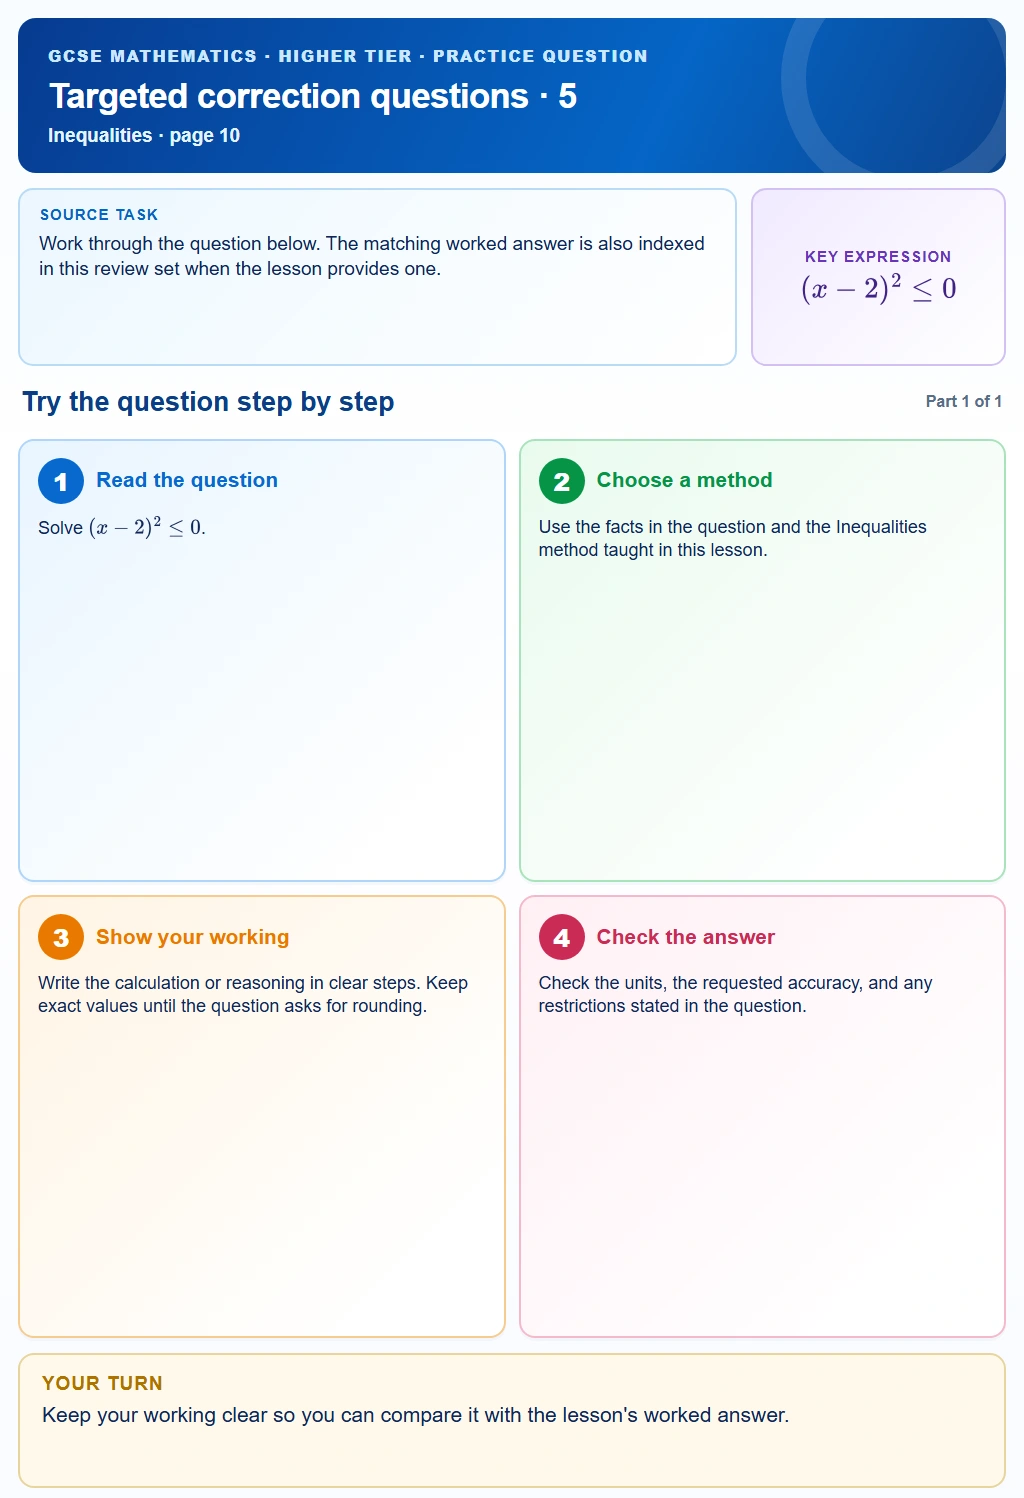 GCSE MATHEMATICS · HIGHER TIER · PRACTICE QUESTION
Targeted correction questions · 5
Inequalities · page 10
SOURCE TASK
Work through the question below. The matching worked answer is also indexed
in this review set when the lesson provides one.
KEY EXPRESSION
(x − 2)² ≤ 0
Try the question step by step
Part 1 of 1
1 Read the question
Solve (x − 2)² ≤ 0.
2 Choose a method
Use the facts in the question and the Inequalities
method taught in this lesson.
3 Show your working
Write the calculation or reasoning in clear steps. Keep
exact values until the question asks for rounding.
4 Check the answer
Check the units, the requested accuracy, and any
restrictions stated in the question.
YOUR TURN
Keep your working clear so you can compare it with the lesson's worked answer.